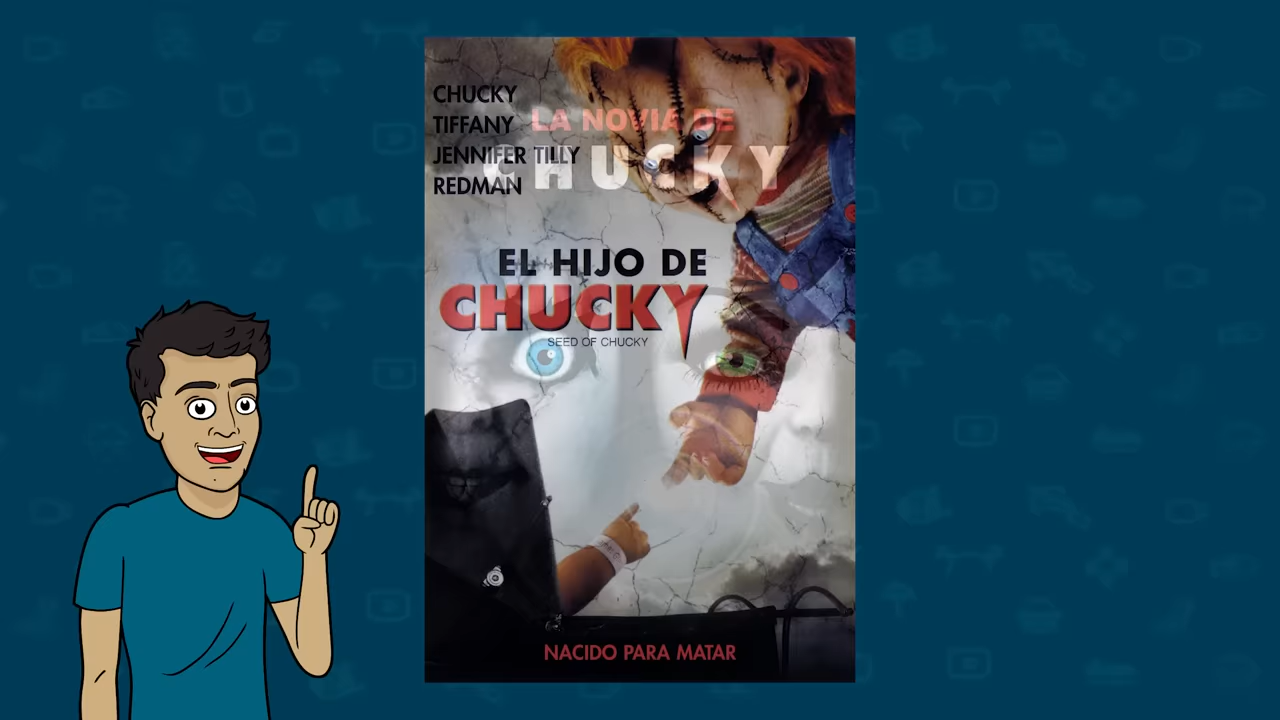 CHUCKY
TIFFANY
JENNIFER TILLY
REDMAN
LA NOVIA DE
CHUCKY
EL HIJO DE
CHUCKY
SEED OF CHUCKY
NACIDO PARA MATAR